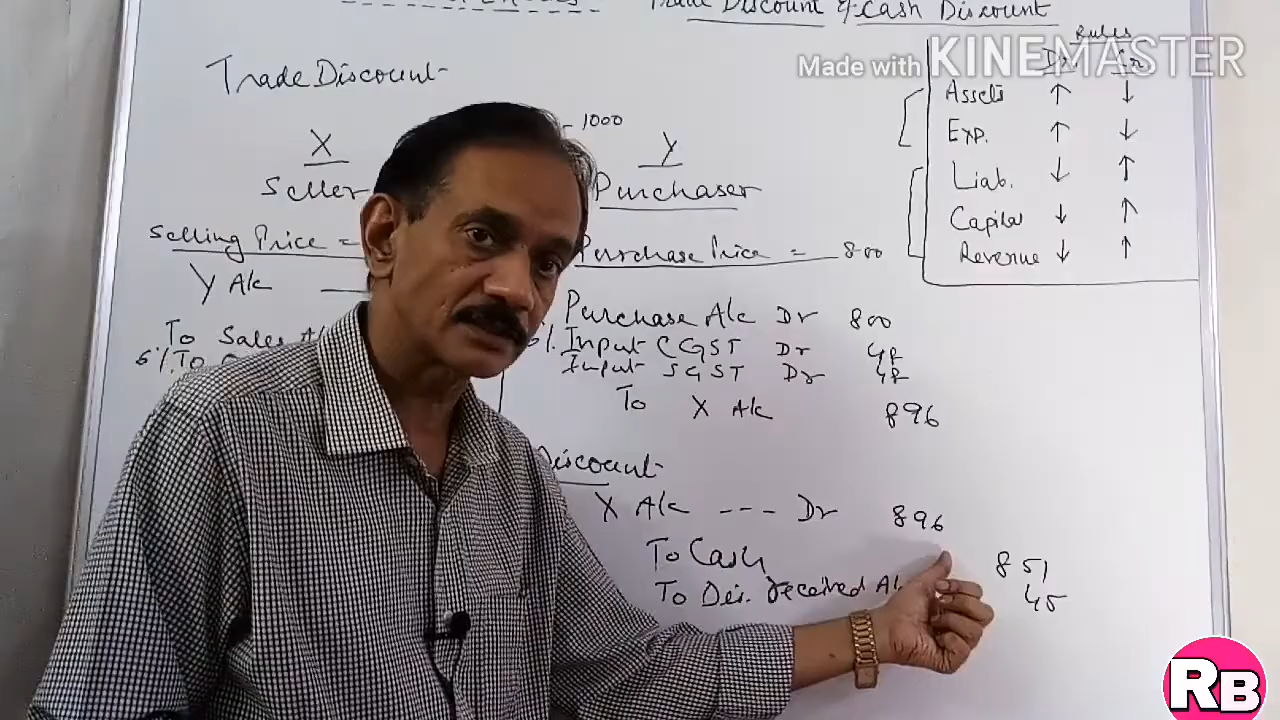 Trade Discount & Cash Discount
Made with KINEMASTER
Rules
Dr Cr
Assets ↑ ↓
Exp. ↑ ↓
Liab. ↓ ↑
Capital ↓ ↑
Revenue ↓ ↑
Trade Discount
1000
X
Seller
Selling Price =
Y A/c
To Sales A/c
6% To
Y
Purchaser
Purchase Price = 800
Purchase A/c Dr 800
%. Input CGST Dr 48
Input SGST Dr 48
To X A/c 896
Discount
X A/c --- Dr 896
To Cash 851
To Dis. received A/c 45
RB